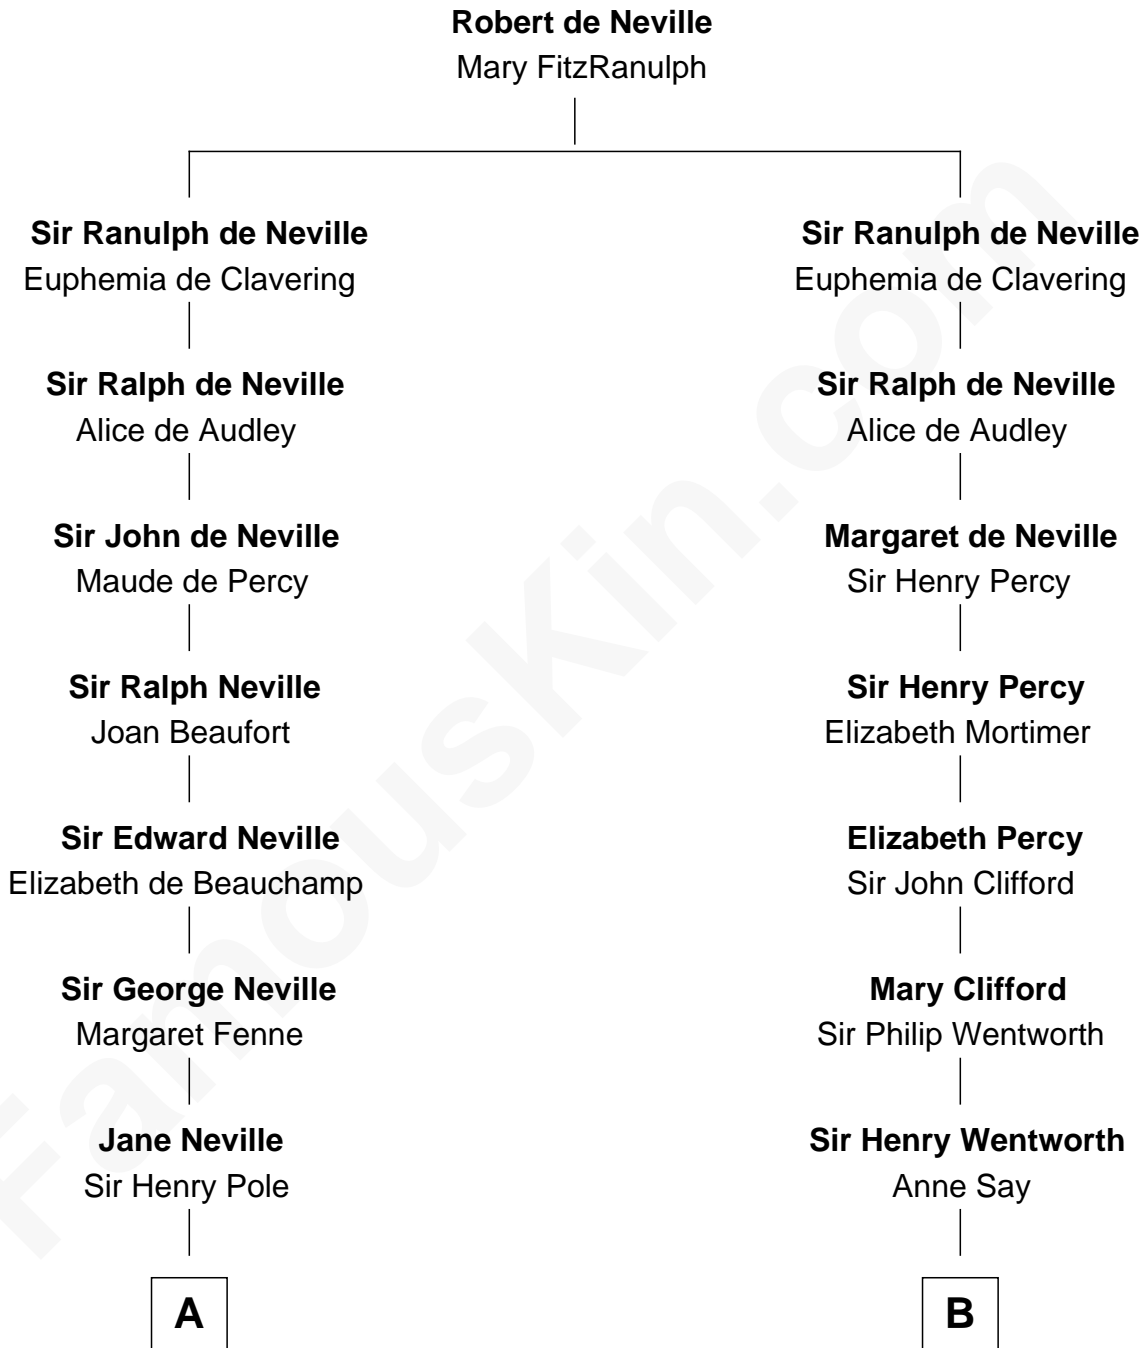 Robert de Neville
Mary FitzRanulph
Sir Ranulph de Neville
Euphemia de Clavering
Sir Ranulph de Neville
Euphemia de Clavering
Sir Ralph de Neville
Alice de Audley
Sir Ralph de Neville
Alice de Audley
Sir John de Neville
Maude de Percy
Margaret de Neville
Sir Henry Percy
Sir Ralph Neville
Joan Beaufort
Sir Henry Percy
Elizabeth Mortimer
Sir Edward Neville
Elizabeth de Beauchamp
Elizabeth Percy
Sir John Clifford
Sir George Neville
Margaret Fenne
Mary Clifford
Sir Philip Wentworth
Jane Neville
Sir Henry Pole
Sir Henry Wentworth
Anne Say
A
B
FamousKin.com